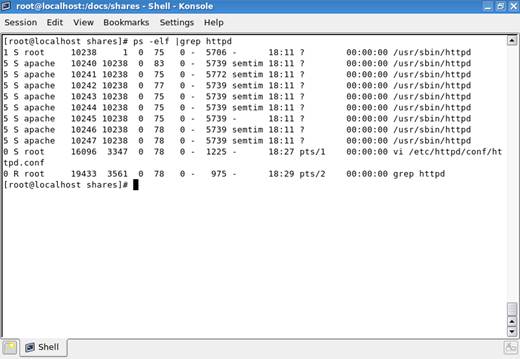 root@localhost:/docs/shares - Shell - Konsole
Session Edit View Bookmarks Settings Help
[root@localhost shares]# ps -elf |grep httpd
1 S root 10238 1 0 75 0 - 5706 - 18:11 ? 00:00:00 /usr/sbin/httpd
5 S apache 10240 10238 0 83 0 - 5739 semtim 18:11 ? 00:00:00 /usr/sbin/httpd
5 S apache 10241 10238 0 75 0 - 5772 semtim 18:11 ? 00:00:00 /usr/sbin/httpd
5 S apache 10242 10238 0 77 0 - 5739 semtim 18:11 ? 00:00:00 /usr/sbin/httpd
5 S apache 10243 10238 0 75 0 - 5739 semtim 18:11 ? 00:00:00 /usr/sbin/httpd
5 S apache 10244 10238 0 75 0 - 5739 semtim 18:11 ? 00:00:00 /usr/sbin/httpd
5 S apache 10245 10238 0 75 0 - 5739 - 18:11 ? 00:00:00 /usr/sbin/httpd
5 S apache 10246 10238 0 78 0 - 5739 semtim 18:11 ? 00:00:00 /usr/sbin/httpd
5 S apache 10247 10238 0 78 0 - 5739 semtim 18:11 ? 00:00:00 /usr/sbin/httpd
0 S root 16096 3347 0 76 0 - 1225 - 18:27 pts/1 00:00:00 vi /etc/httpd/conf/ht
tpd.conf
0 R root 19433 3561 0 78 0 - 975 - 18:29 pts/2 00:00:00 grep httpd
[root@localhost shares]#
Shell